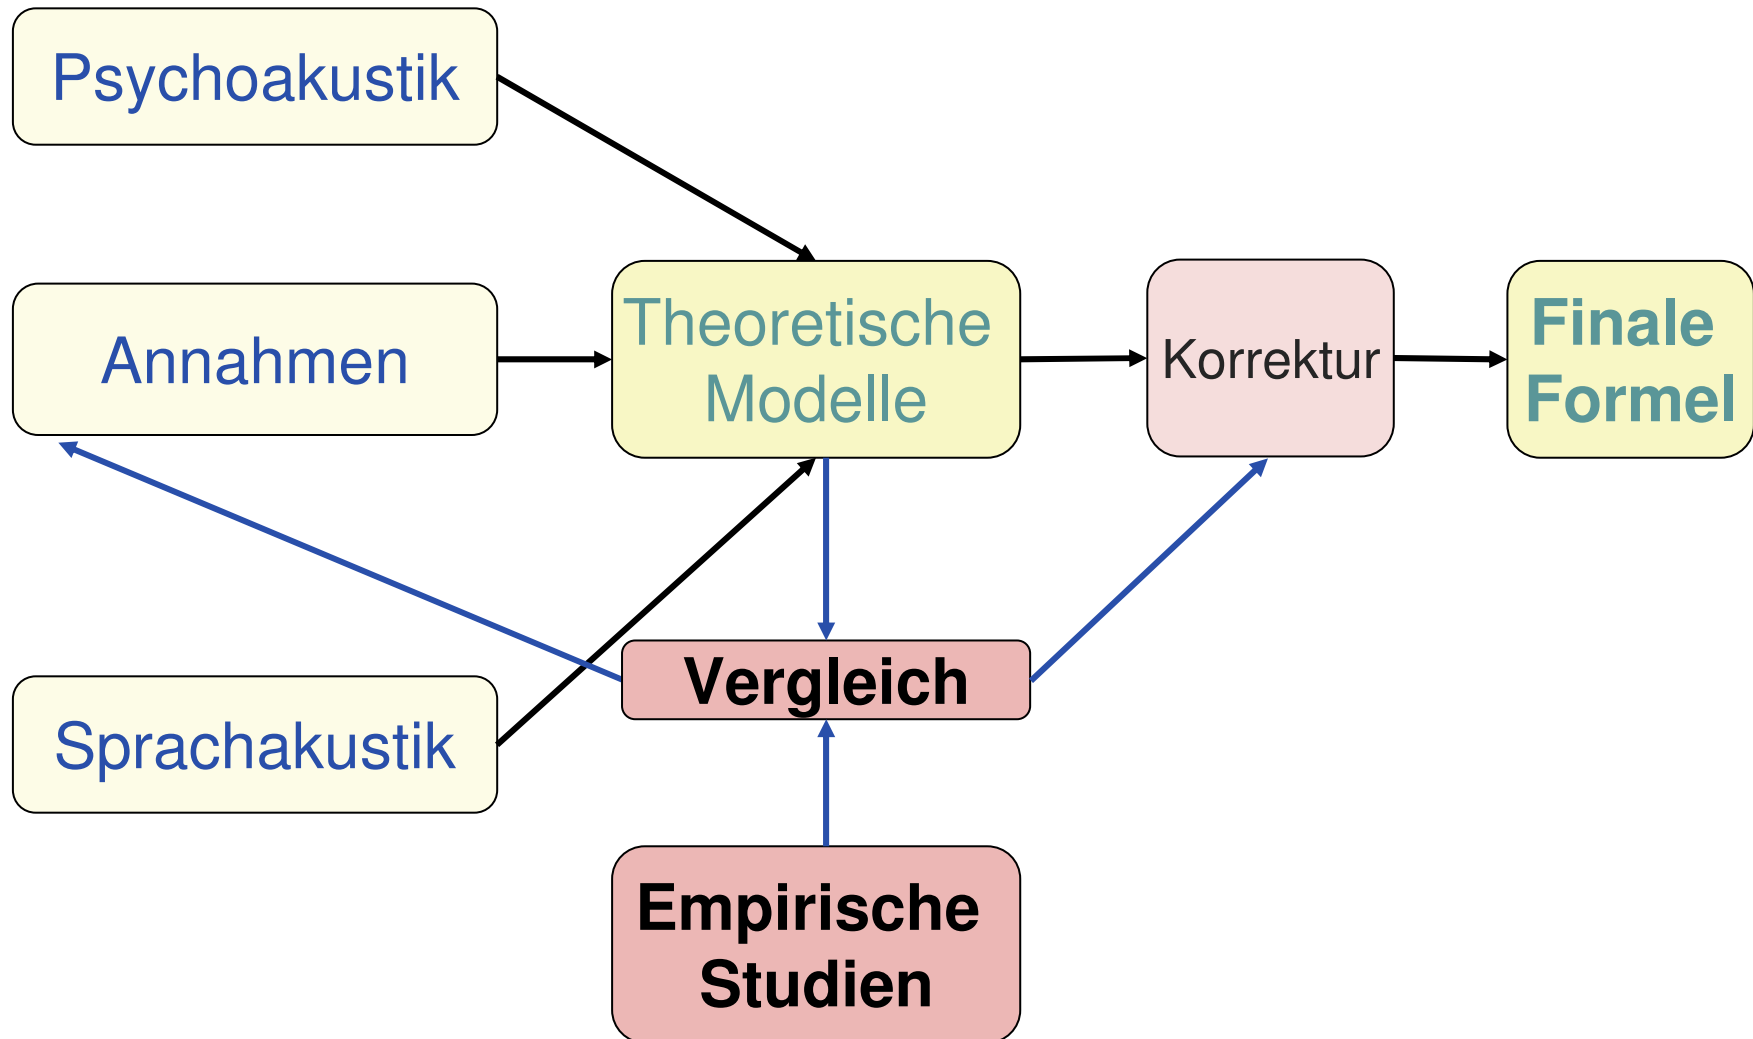 Psychoakustik
Annahmen
Theoretische
Modelle
Korrektur
Finale
Formel
Vergleich
Sprachakustik
Empirische
Studien